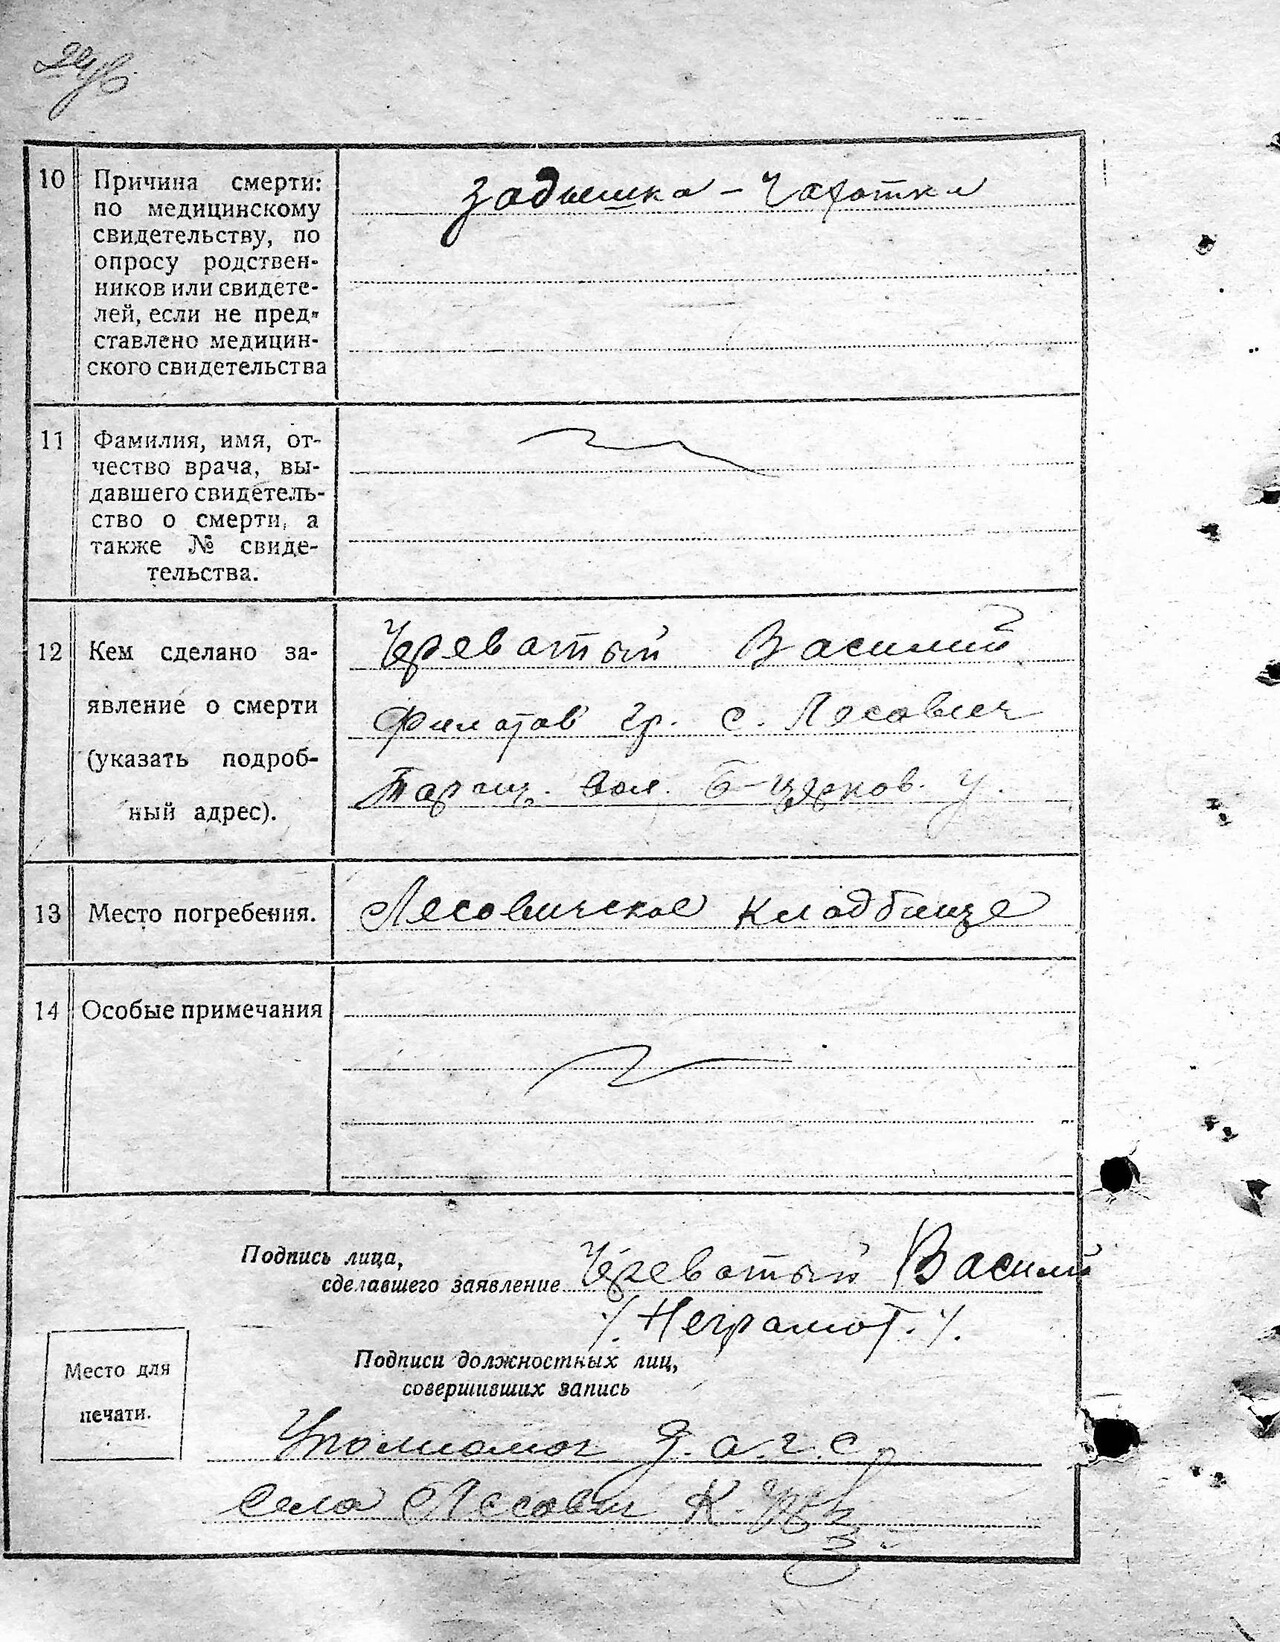 24об
10 Причина смерти:
по медицинскому
свидетельству, по
опросу родствен-
ников или свидете-
лей, если не пред-
ставлено медицин-
ского свидетельства
задышка – чахотка
11 Фамилия, имя, от-
чество врача, вы-
давшего свидетель-
ство о смерти, а
также № свиде-
тельства.
12 Кем сделано за-
явление о смерти
(указать подроб-
ный адрес).
Череватый Василий
Филатов гр. с. Лесович
Таращ. вол. Б-церков. у.
13 Место погребения.
Лесовичское кладбище
14 Особые примечания
Подпись лица,
сделавшего заявление Череватый Василий
/. Неграмот. /.
Место для
печати.
Подписи должностных лиц,
совершивших запись
Уполномоч З.а.г.с.
села Лесович К.